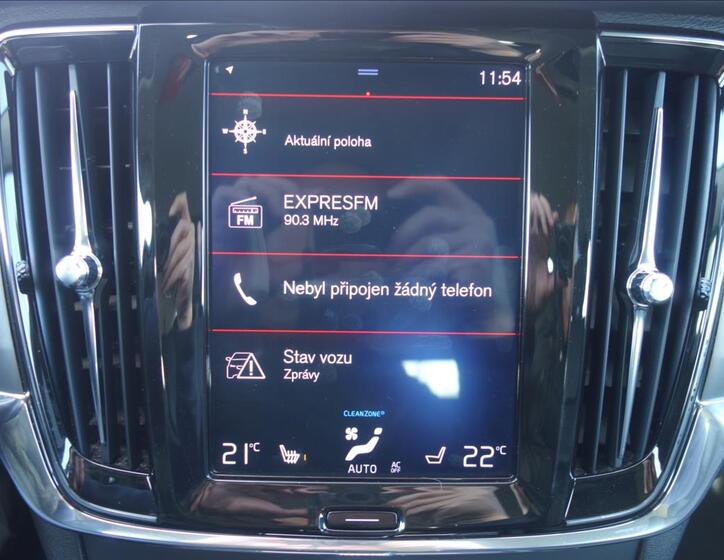 11:54
N
W E
S
Aktuální poloha
EXPRESFM
90.3 MHz
FM
Nebyl připojen žádný telefon
Stav vozu
Zprávy
CLEANZONE®
21°C
AUTO
AC
OFF
22°C